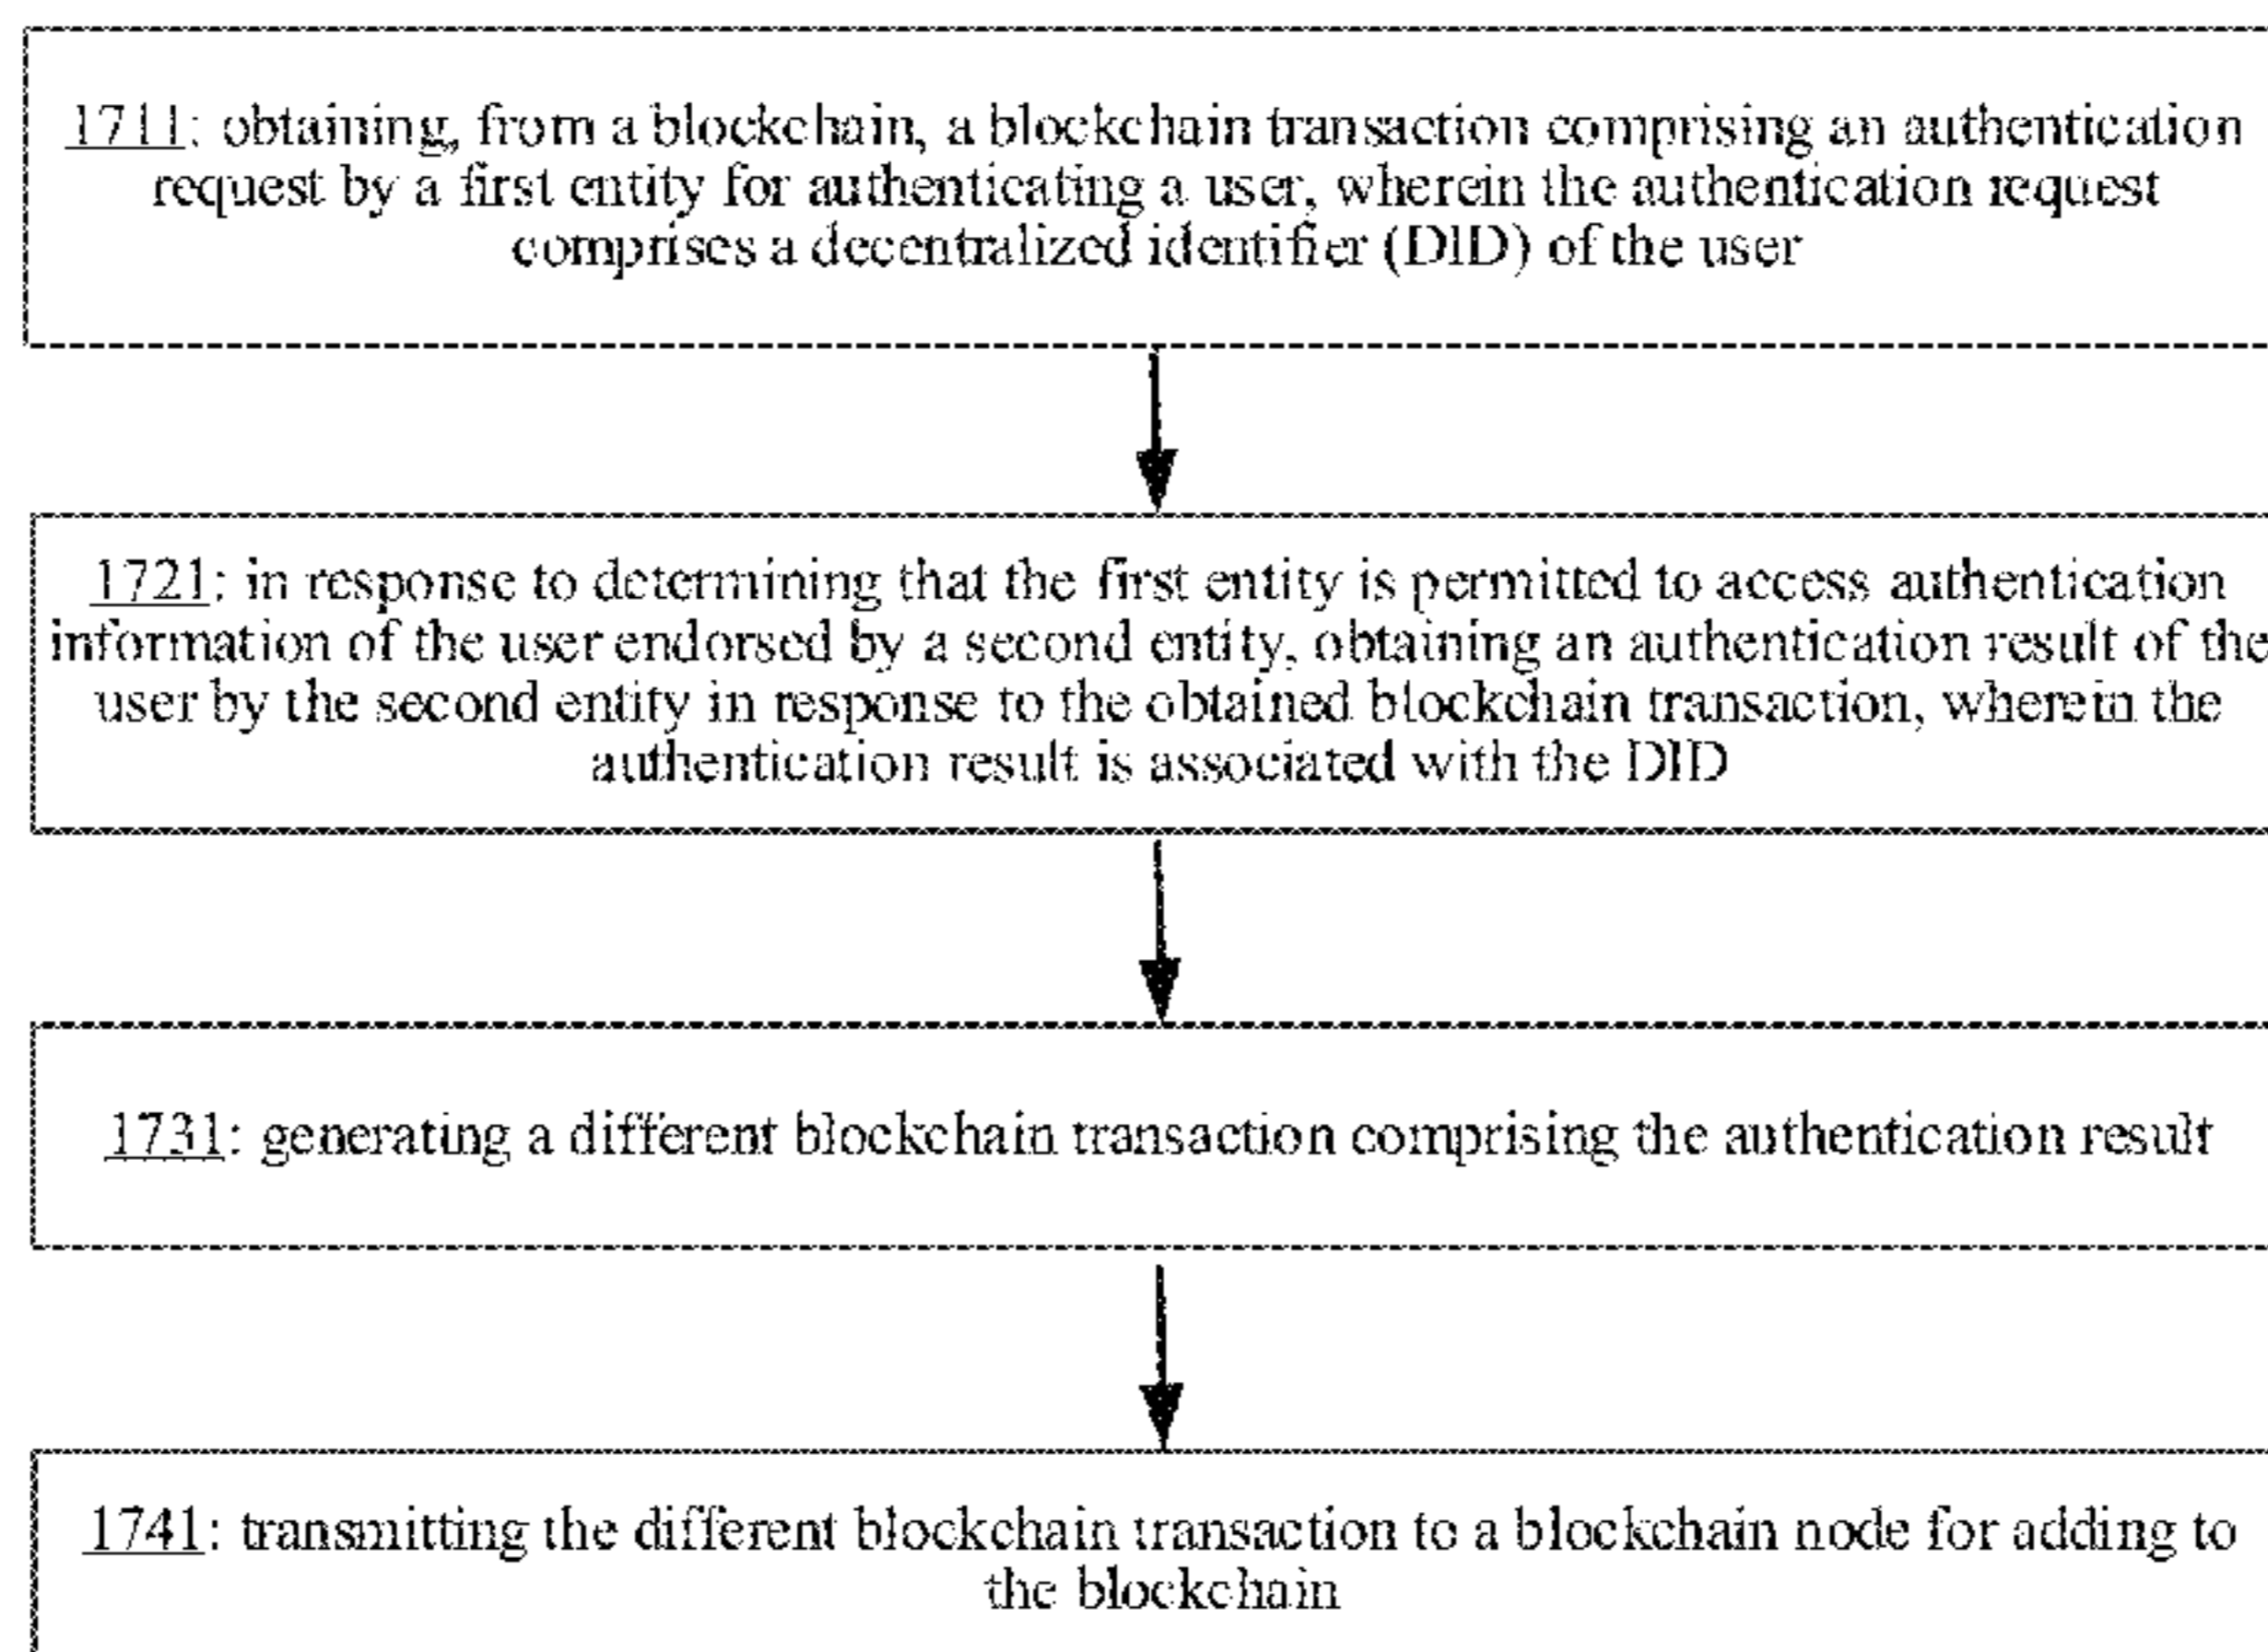 1711: obtaining, from a blockchain, a blockchain transaction comprising an authentication
request by a first entity for authenticating a user, wherein the authentication request
comprises a decentralized identifier (DID) of the user
1721: in response to determining that the first entity is permitted to access authentication
information of the user endorsed by a second entity, obtaining an authentication result of the
user by the second entity in response to the obtained blockchain transaction, wherein the
authentication result is associated with the DID
1731: generating a different blockchain transaction comprising the authentication result
1741: transmitting the different blockchain transaction to a blockchain node for adding to
the blockchain